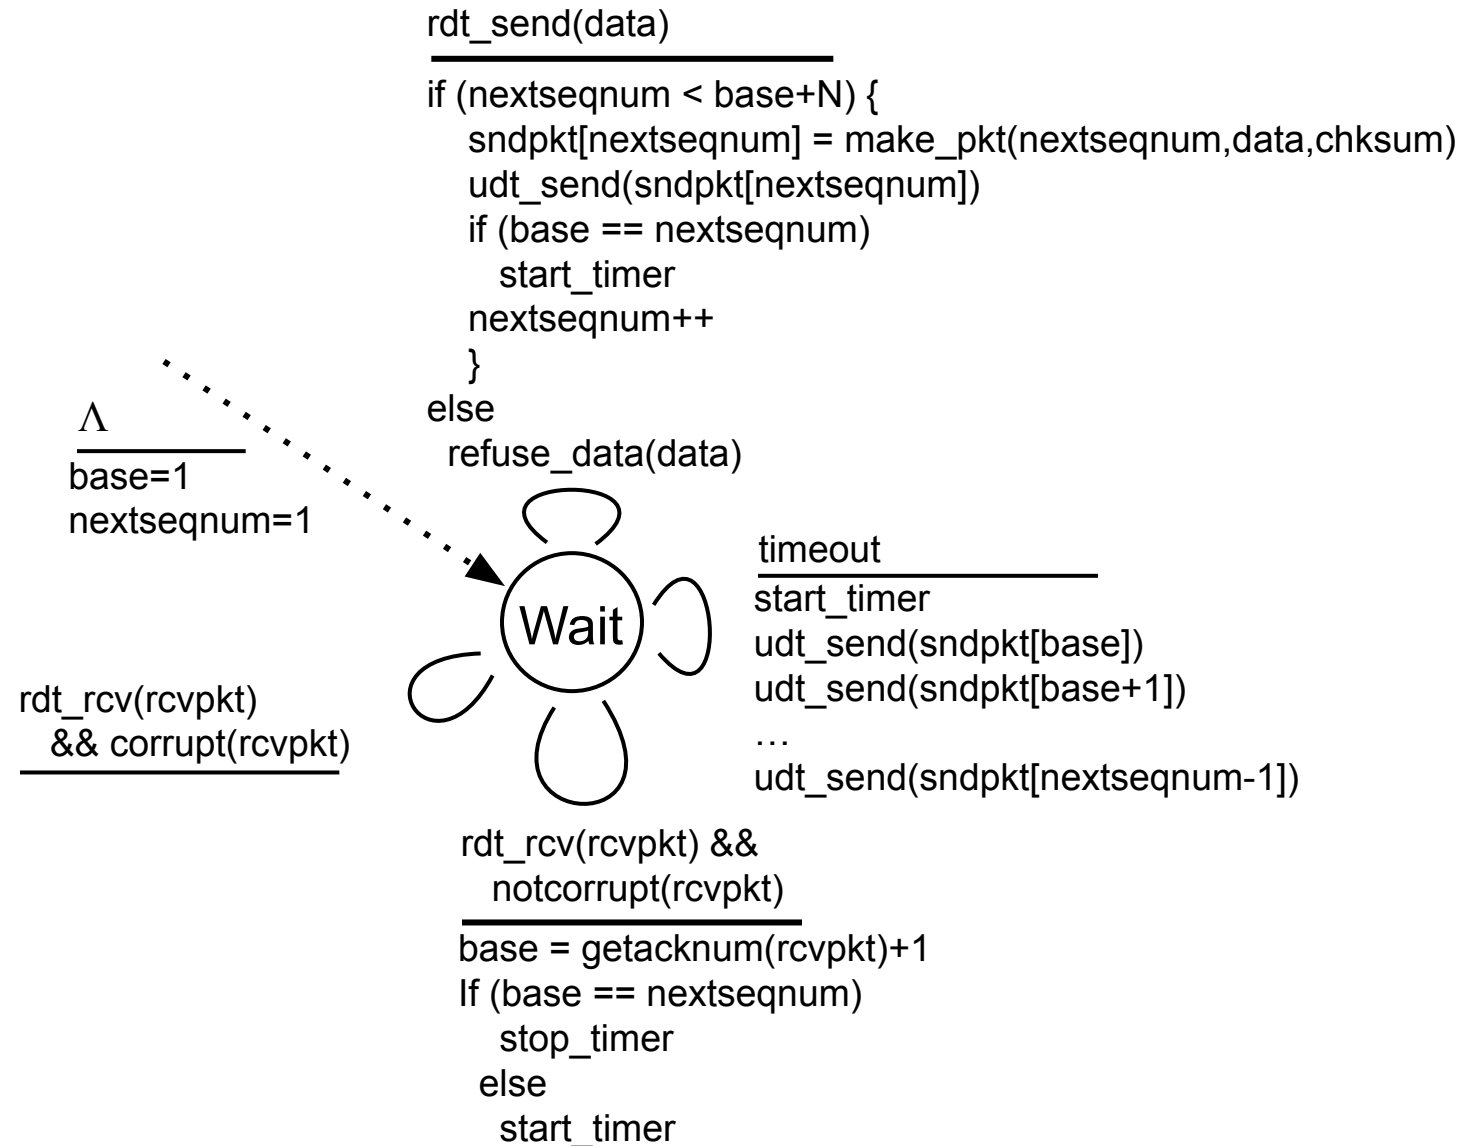 rdt_send(data)
if (nextseqnum < base+N) {
sndpkt[nextseqnum] = make_pkt(nextseqnum,data,chksum)
udt_send(sndpkt[nextseqnum])
if (base == nextseqnum)
start_timer
nextseqnum++
}
else
refuse_data(data)
Λ
base=1
nextseqnum=1
Wait
timeout
start_timer
udt_send(sndpkt[base])
udt_send(sndpkt[base+1])
…
udt_send(sndpkt[nextseqnum-1])
rdt_rcv(rcvpkt)
&& corrupt(rcvpkt)
rdt_rcv(rcvpkt) &&
notcorrupt(rcvpkt)
base = getacknum(rcvpkt)+1
If (base == nextseqnum)
stop_timer
else
start_timer